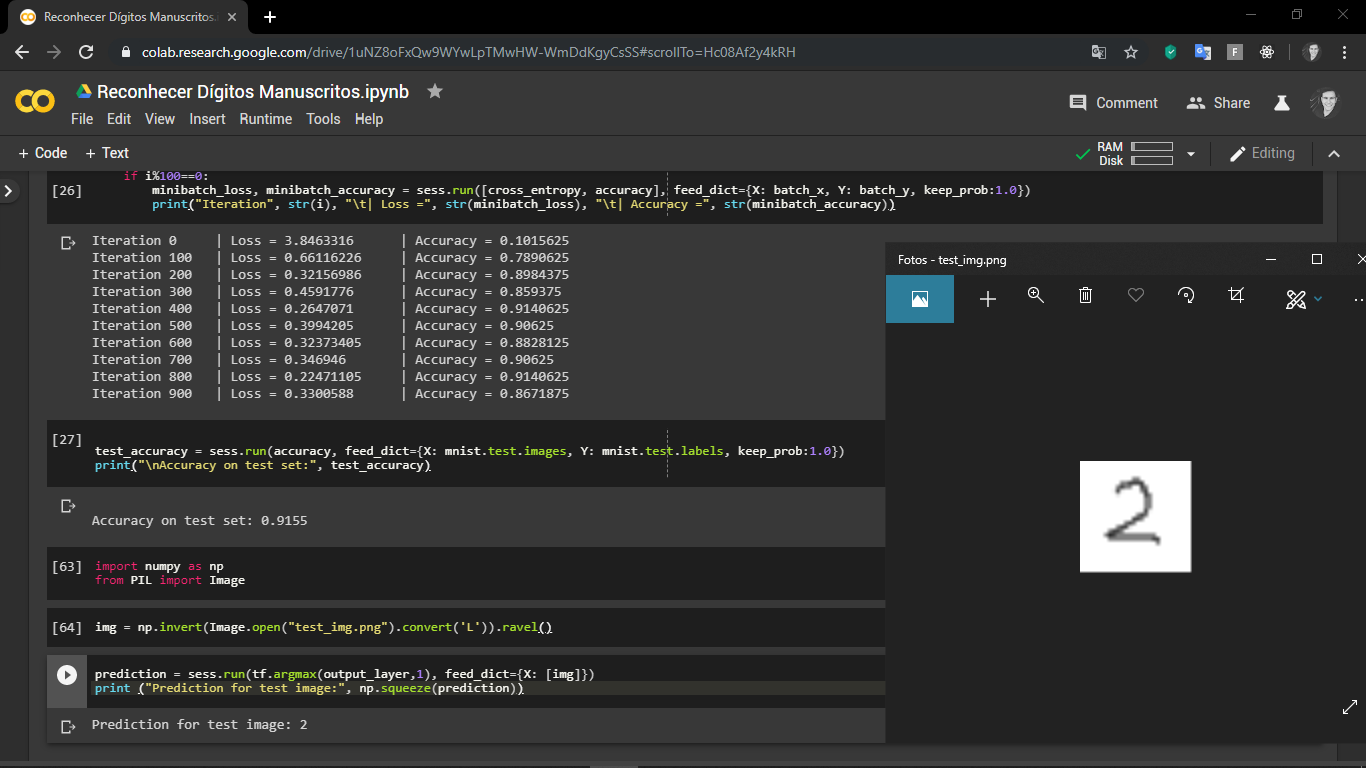 Reconhecer Dígitos Manuscritos.
colab.research.google.com/drive/1uNZ8oFxQw9WYwLpTMwHW-WmDdKgyCsSS#scrollTo=Hc08Af2y4kRH
Reconhecer Dígitos Manuscritos.ipynb
File Edit View Insert Runtime Tools Help
Comment Share
+ Code + Text
RAM
Disk
Editing
if i%100==0:
[26] minibatch_loss, minibatch_accuracy = sess.run([cross_entropy, accuracy], feed_dict={X: batch_x, Y: batch_y, keep_prob:1.0})
print("Iteration", str(i), "\t| Loss =", str(minibatch_loss), "\t| Accuracy =", str(minibatch_accuracy))
Iteration 0 | Loss = 3.8463316 | Accuracy = 0.1015625
Iteration 100 | Loss = 0.66116226 | Accuracy = 0.7890625
Iteration 200 | Loss = 0.32156986 | Accuracy = 0.8984375
Iteration 300 | Loss = 0.4591776 | Accuracy = 0.859375
Iteration 400 | Loss = 0.2647071 | Accuracy = 0.9140625
Iteration 500 | Loss = 0.3994205 | Accuracy = 0.90625
Iteration 600 | Loss = 0.32373405 | Accuracy = 0.8828125
Iteration 700 | Loss = 0.346946 | Accuracy = 0.90625
Iteration 800 | Loss = 0.22471105 | Accuracy = 0.9140625
Iteration 900 | Loss = 0.3300588 | Accuracy = 0.8671875
[27]
test_accuracy = sess.run(accuracy, feed_dict={X: mnist.test.images, Y: mnist.test.labels, keep_prob:1.0})
print("\nAccuracy on test set:", test_accuracy)
Accuracy on test set: 0.9155
[63] import numpy as np
from PIL import Image
[64] img = np.invert(Image.open("test_img.png").convert('L')).ravel()
prediction = sess.run(tf.argmax(output_layer,1), feed_dict={X: [img]})
print ("Prediction for test image:", np.squeeze(prediction))
Prediction for test image: 2
Fotos - test_img.png
2